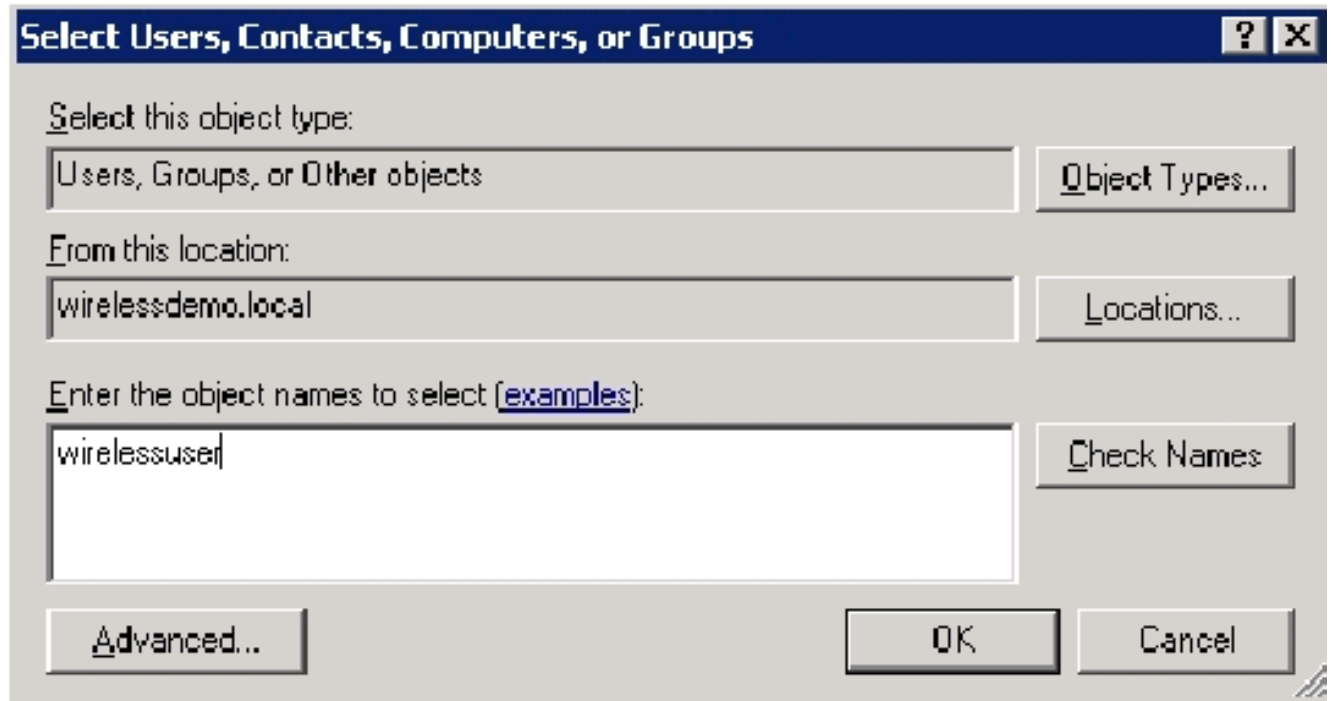 Select Users, Contacts, Computers, or Groups
Select this object type:
Users, Groups, or Other objects
Object Types...
From this location:
wirelessdemo.local
Locations...
Enter the object names to select (examples):
wirelessuser
Check Names
Advanced...
OK
Cancel